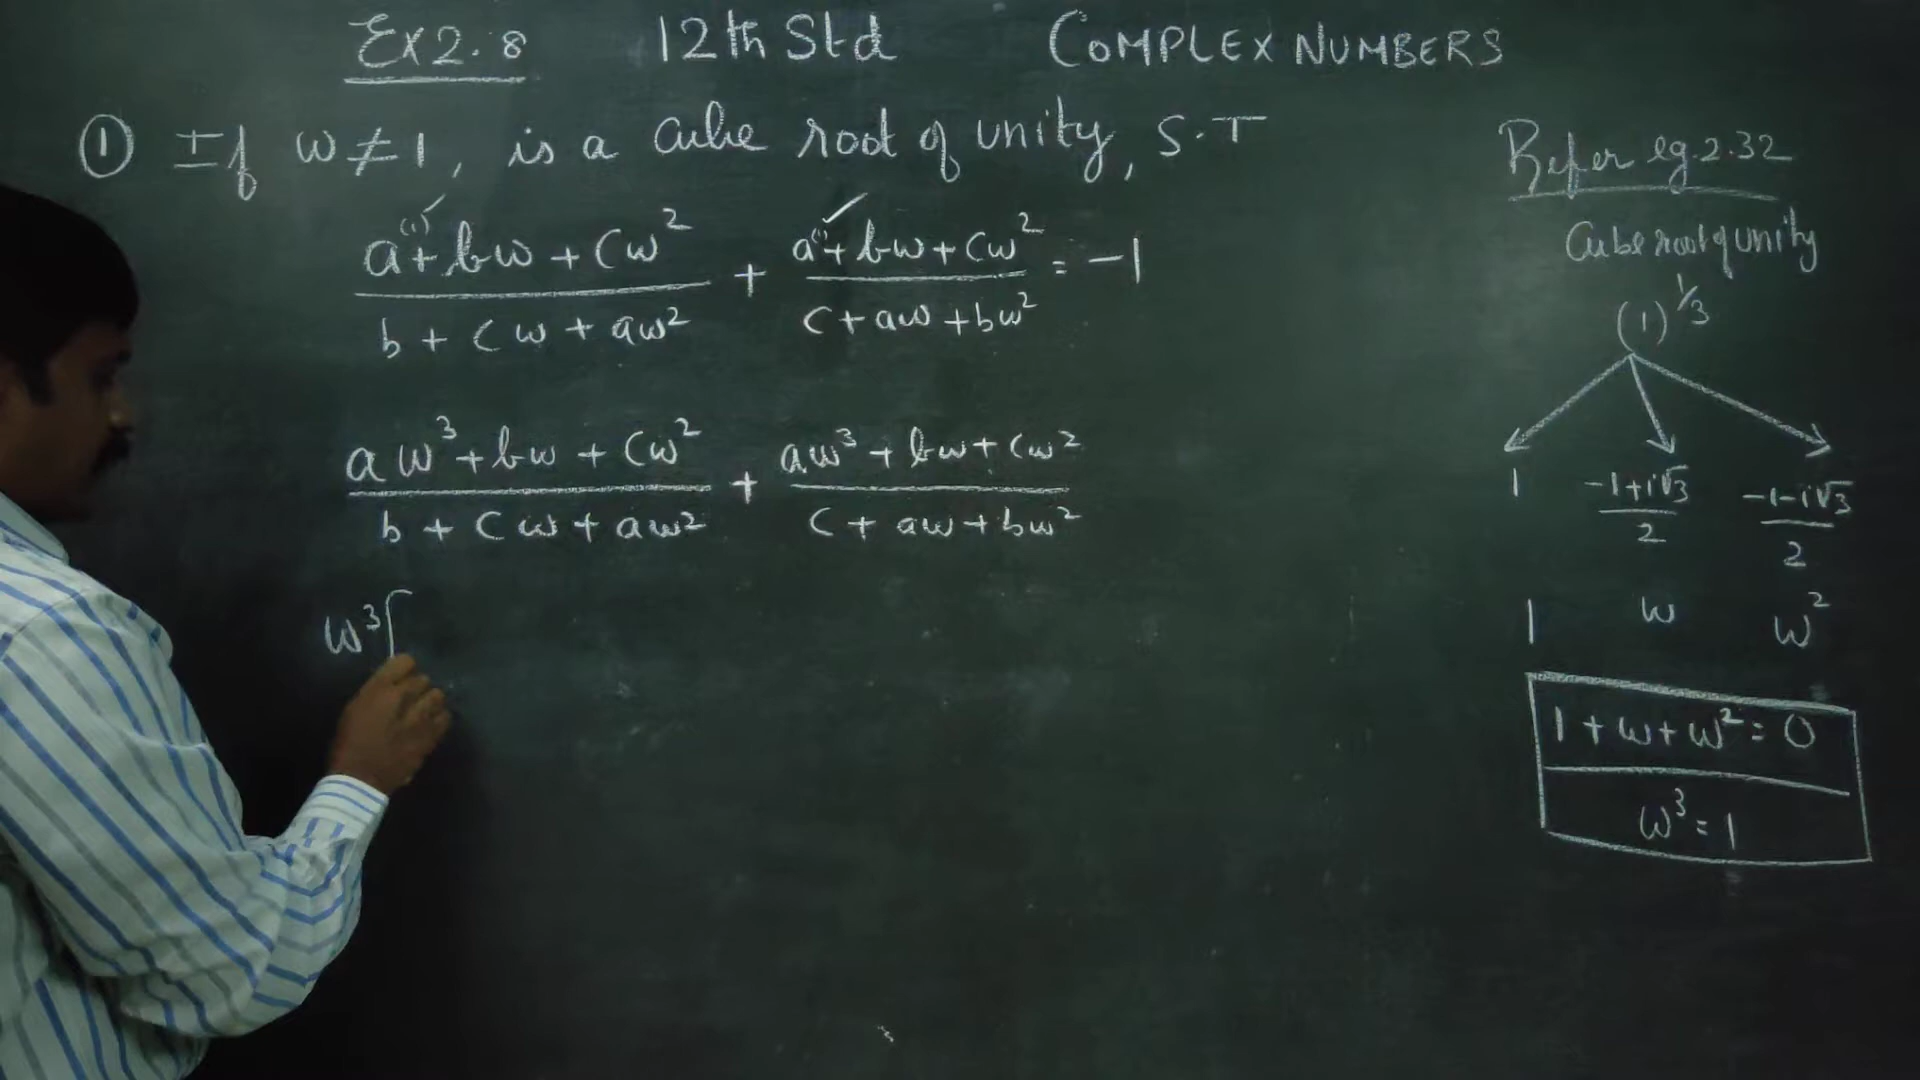 Ex 2.8 12th Std COMPLEX NUMBERS
① If ω≠1, is a cube root of unity, S.T
(a(1) + bω + cω²)/(b + cω + aω²) + (a(1) + bω + cω²)/(c + aω + bω²) = -1
(aω³ + bω + cω²)/(b + cω + aω²) + (aω³ + bω + cω²)/(c + aω + bω²)
ω³[
Refer eg.2.32
Cube root of unity
(1)^1/3
1 (-1+i√3)/2 (-1-i√3)/2
1 ω ω²
1 + ω + ω² = 0
ω³ = 1